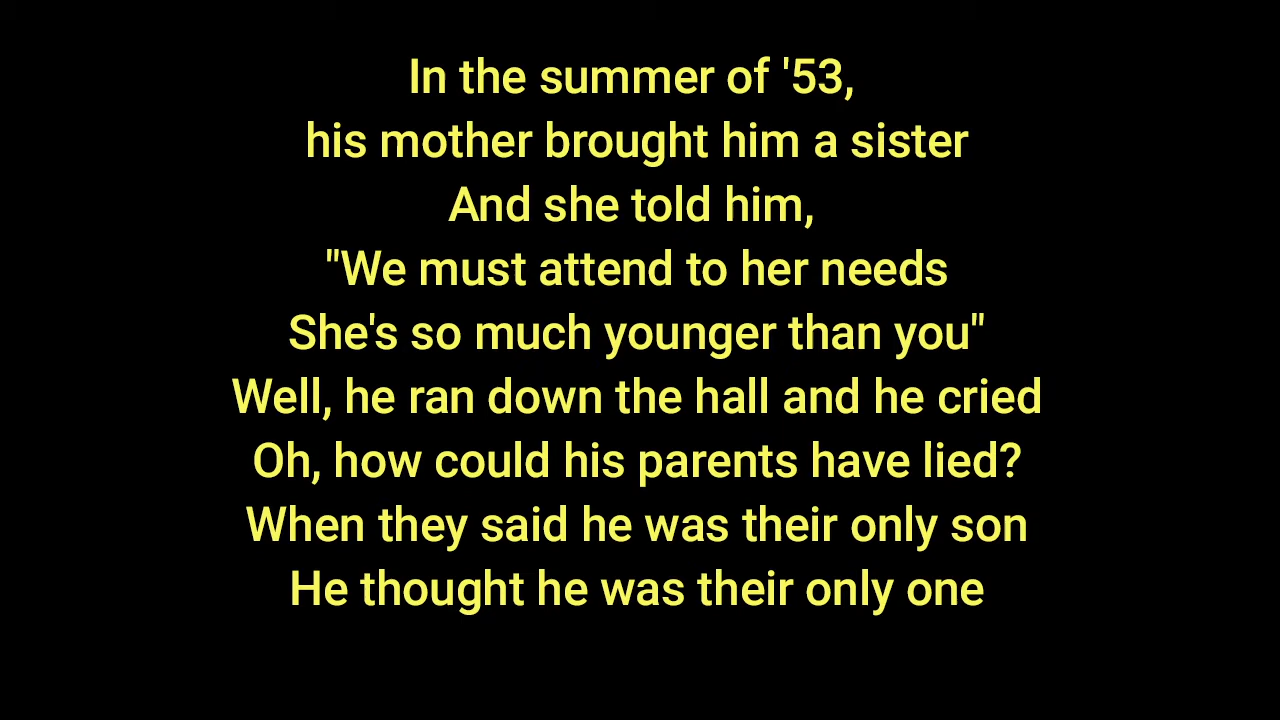 In the summer of '53,
his mother brought him a sister
And she told him,
"We must attend to her needs
She's so much younger than you"
Well, he ran down the hall and he cried
Oh, how could his parents have lied?
When they said he was their only son
He thought he was their only one